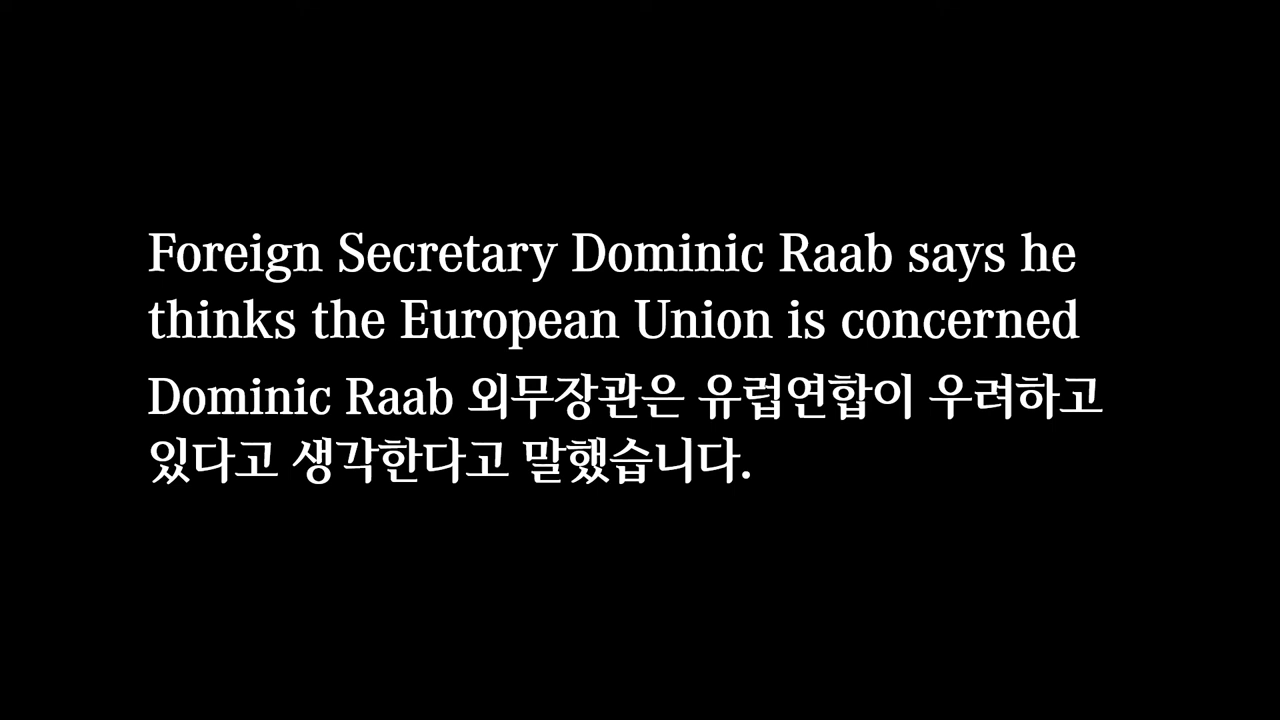 Foreign Secretary Dominic Raab says he
thinks the European Union is concerned
Dominic Raab 외무장관은 유럽연합이 우려하고
있다고 생각한다고 말했습니다.